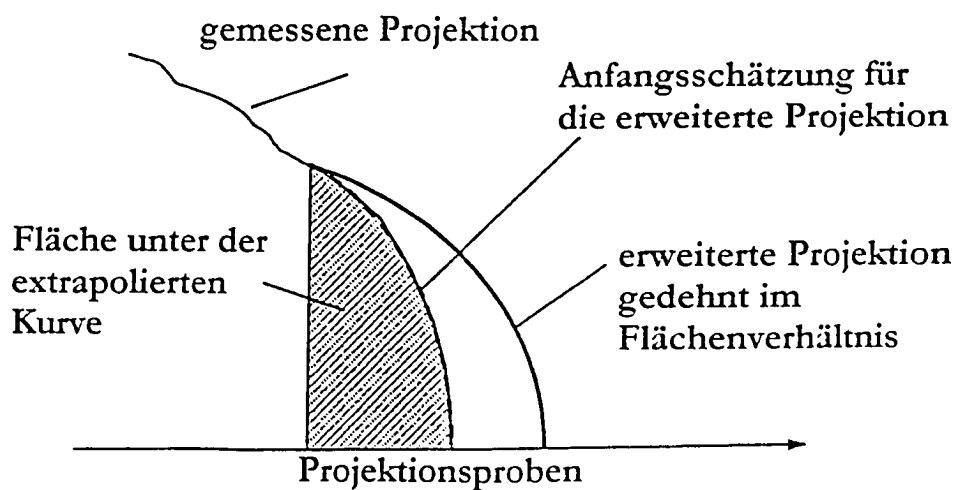 gemessene Projektion
Anfangsschätzung für
die erweiterte Projektion
Fläche unter der
extrapolierten
Kurve
erweiterte Projektion
gedehnt im
Flächenverhältnis
Projektionsproben